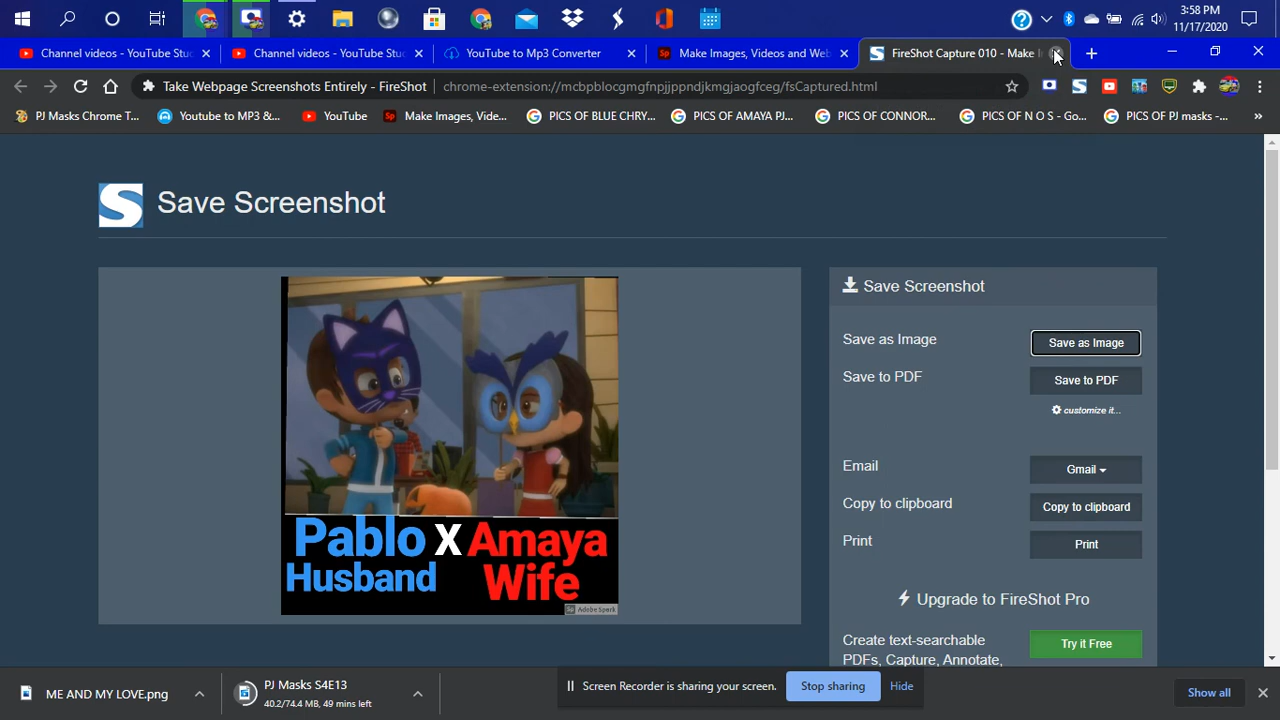 3:58 PM
11/17/2020
Channel videos - YouTube Stu
Channel videos - YouTube Stu
YouTube to Mp3 Converter
Make Images, Videos and Web
FireShot Capture 010 - Make I
Take Webpage Screenshots Entirely - FireShot
chrome-extension://mcbpblocgmgfnpjjppndjkmgjaogfceg/fsCaptured.html
PJ Masks Chrome T...
Youtube to MP3 &...
YouTube
Make Images, Vide...
PICS OF BLUE CHRY...
PICS OF AMAYA PJ...
PICS OF CONNOR...
PICS OF N O S - Go...
PICS OF PJ masks -...
Save Screenshot
Save Screenshot
Save as Image
Save as Image
Save to PDF
Save to PDF
customize it...
Email
Gmail
Copy to clipboard
Copy to clipboard
Print
Print
Upgrade to FireShot Pro
Create text-searchable
PDFs, Capture, Annotate,
Try it Free
Pablo X Amaya
Husband Wife
Sp Adobe Spark
ME AND MY LOVE.png
PJ Masks S4E13
40.2/74.4 MB, 49 mins left
Screen Recorder is sharing your screen.
Stop sharing
Hide
Show all